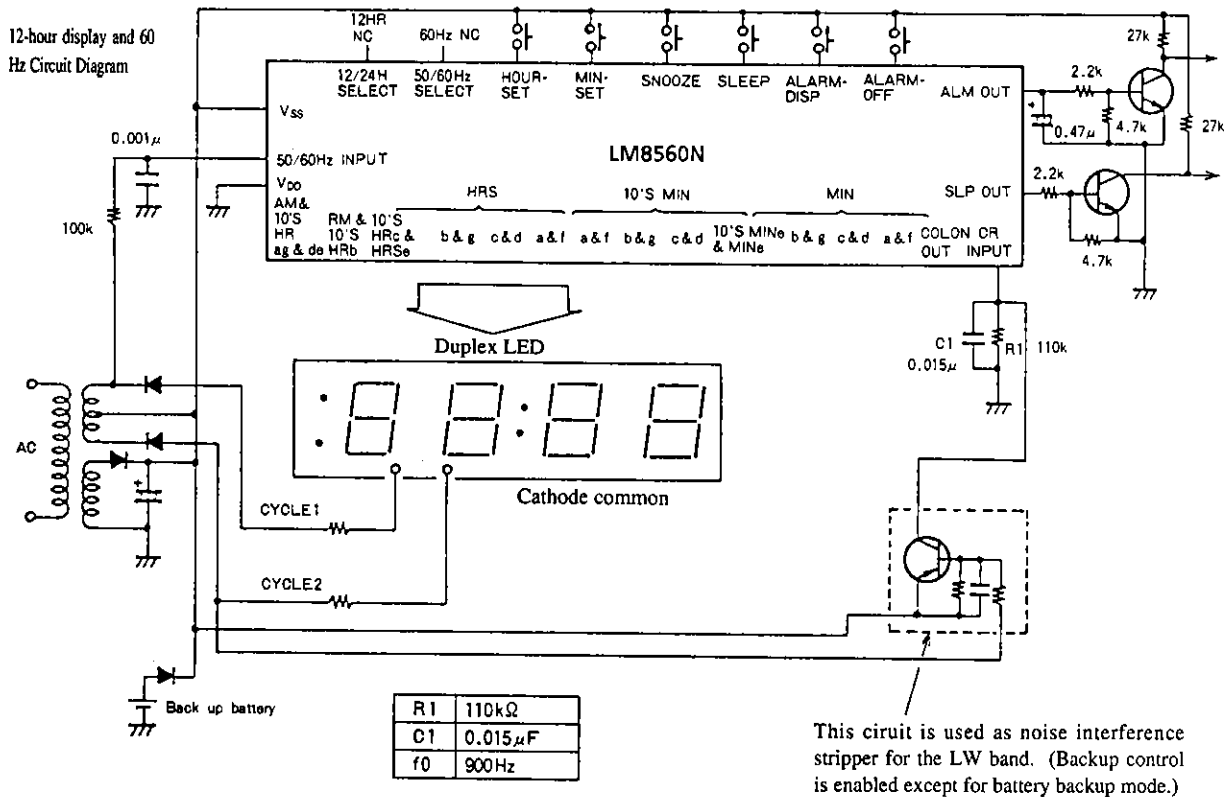 12-hour display and 60
Hz Circuit Diagram
12HR
NC
60Hz NC
12/24H
SELECT
50/60Hz
SELECT
HOUR-
SET
MIN-
SET
SNOOZE
SLEEP
ALARM-
DISP
ALARM-
OFF
ALM OUT
27k
2.2k
+
0.47μ
4.7k
27k
VSS
0.001μ
50/60Hz INPUT
LM8560N
VDD
SLP OUT
2.2k
4.7k
100k
AM&
10'S
HR
ag & de
RM &
10'S
HRb
10'S
HRc &
HRSe
HRS
b & g
c & d
a & f
10'S MIN
a & f
b & g
c & d
10'S MINe
& MINe
MIN
b & g
c & d
a & f
COLON
OUT
CR
INPUT
C1
0.015μ
R1
110k
Duplex LED
Cathode common
AC
+
CYCLE1
CYCLE2
Back up battery
R1 110kΩ
C1 0.015μF
f0 900Hz
This ciruit is used as noise interference
stripper for the LW band. (Backup control
is enabled except for battery backup mode.)